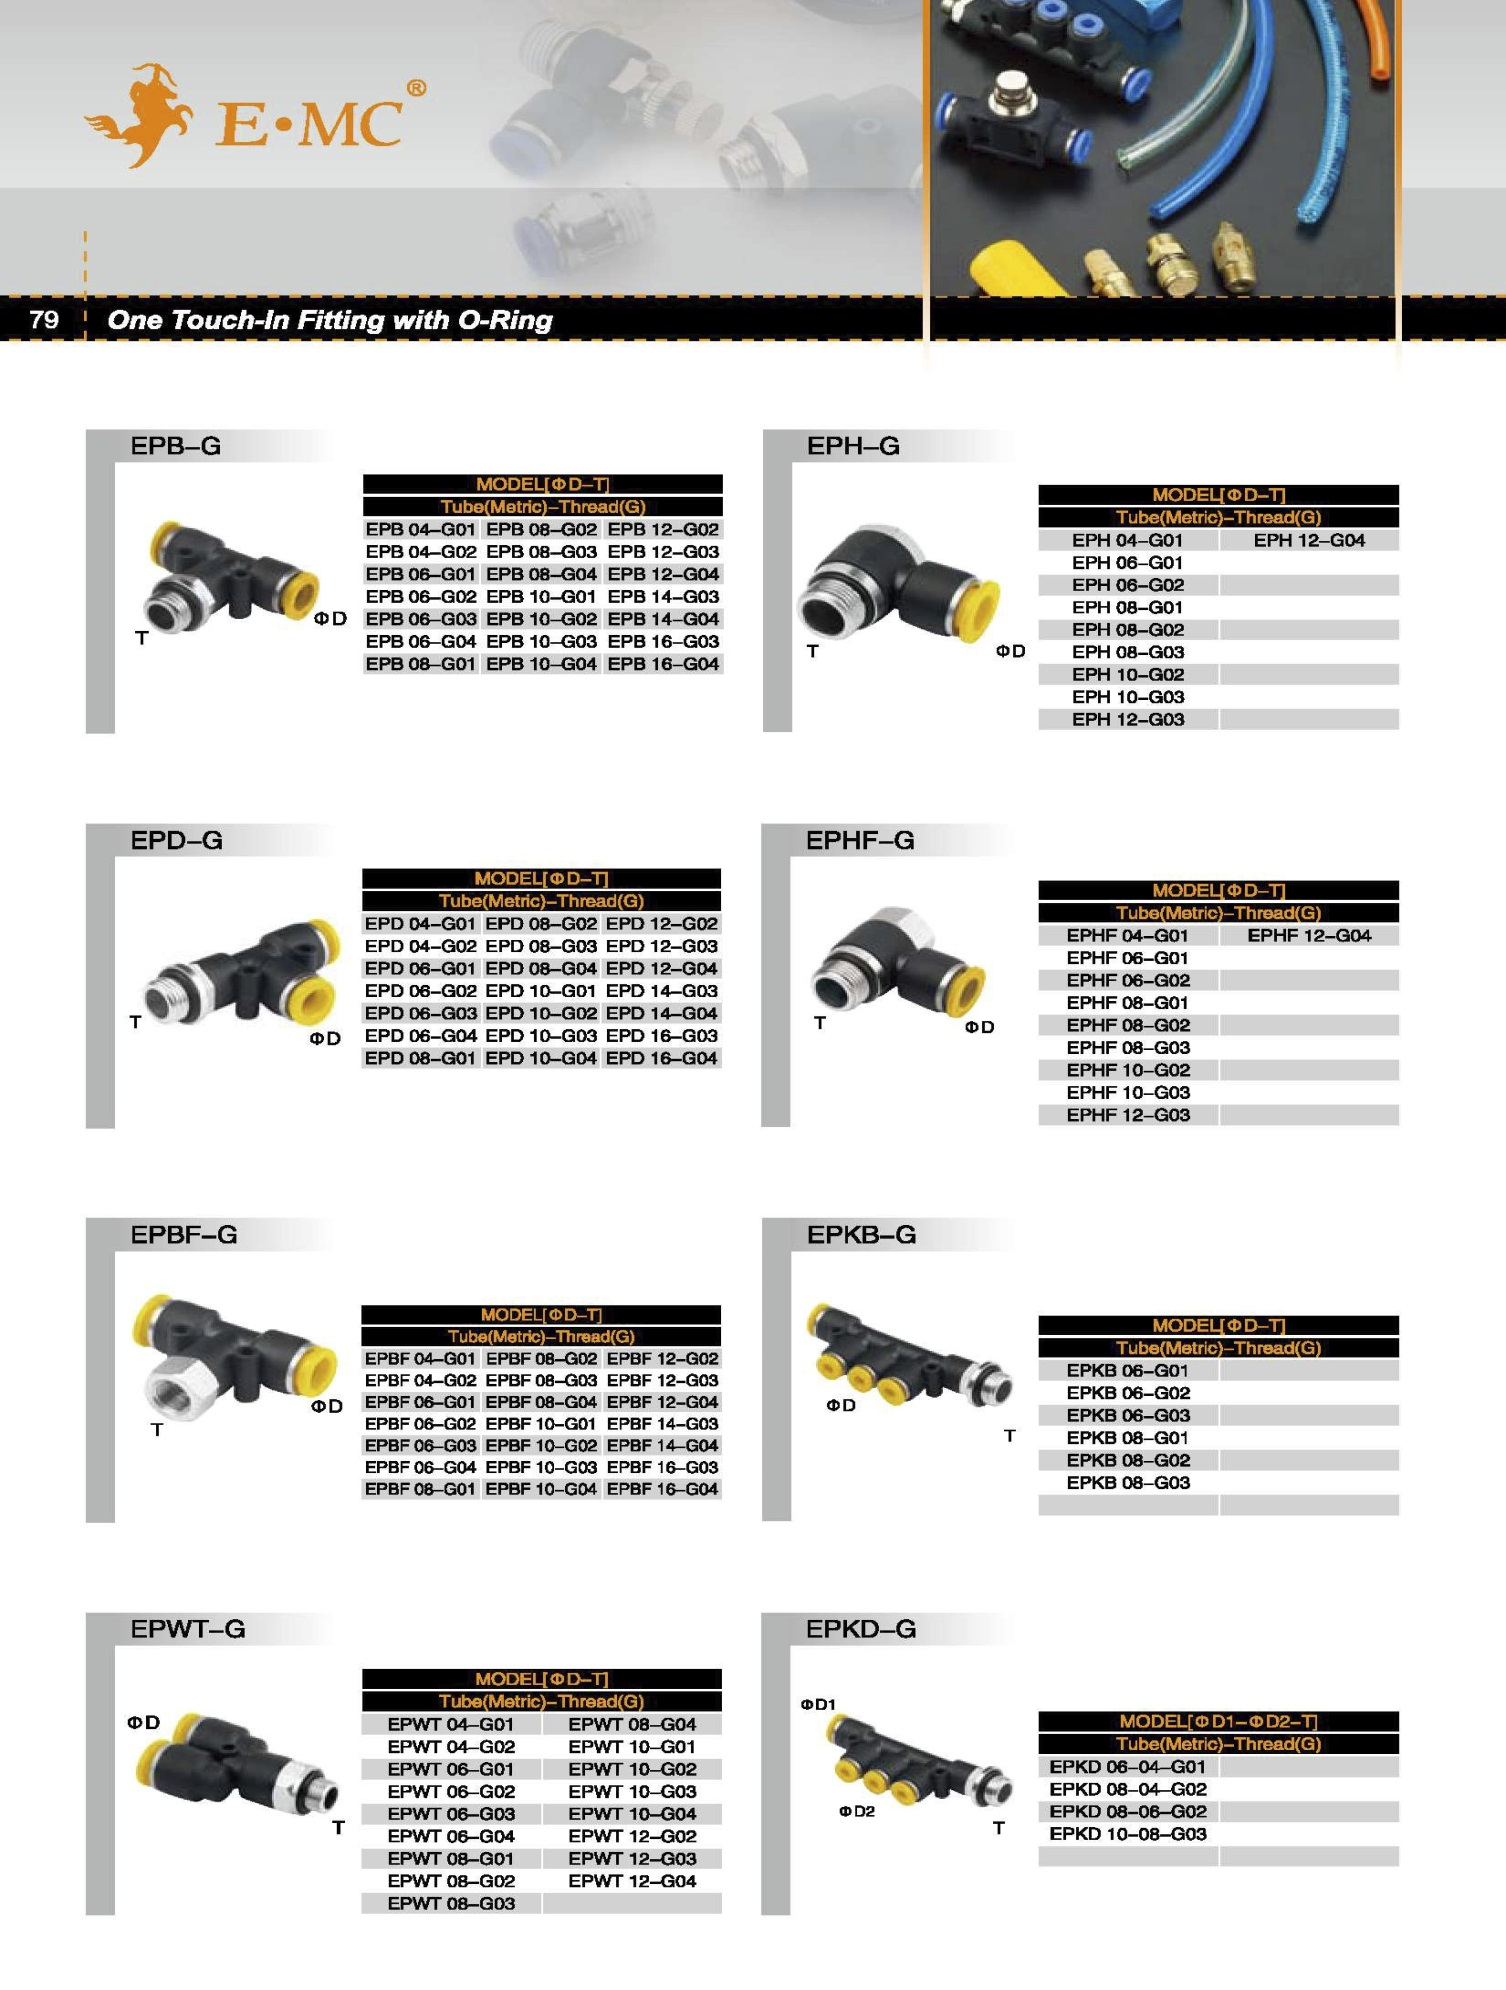 E•MC®
79 One Touch-In Fitting with O-Ring
EPB–G
MODEL[ΦD–T]
Tube(Metric)–Thread(G)
EPB 04–G01 EPB 08–G02 EPB 12–G02
EPB 04–G02 EPB 08–G03 EPB 12–G03
EPB 06–G01 EPB 08–G04 EPB 12–G04
EPB 06–G02 EPB 10–G01 EPB 14–G03
EPB 06–G03 EPB 10–G02 EPB 14–G04
EPB 06–G04 EPB 10–G03 EPB 16–G03
EPB 08–G01 EPB 10–G04 EPB 16–G04
T
ΦD
EPH–G
MODEL[ΦD–T]
Tube(Metric)–Thread(G)
EPH 04–G01 EPH 12–G04
EPH 06–G01
EPH 06–G02
EPH 08–G01
EPH 08–G02
EPH 08–G03
EPH 10–G02
EPH 10–G03
EPH 12–G03
T
ΦD
EPD–G
MODEL[ΦD–T]
Tube(Metric)–Thread(G)
EPD 04–G01 EPD 08–G02 EPD 12–G02
EPD 04–G02 EPD 08–G03 EPD 12–G03
EPD 06–G01 EPD 08–G04 EPD 12–G04
EPD 06–G02 EPD 10–G01 EPD 14–G03
EPD 06–G03 EPD 10–G02 EPD 14–G04
EPD 06–G04 EPD 10–G03 EPD 16–G03
EPD 08–G01 EPD 10–G04 EPD 16–G04
T
ΦD
EPHF–G
MODEL[ΦD–T]
Tube(Metric)–Thread(G)
EPHF 04–G01 EPHF 12–G04
EPHF 06–G01
EPHF 06–G02
EPHF 08–G01
EPHF 08–G02
EPHF 08–G03
EPHF 10–G02
EPHF 10–G03
EPHF 12–G03
T
ΦD
EPBF–G
MODEL[ΦD–T]
Tube(Metric)–Thread(G)
EPBF 04–G01 EPBF 08–G02 EPBF 12–G02
EPBF 04–G02 EPBF 08–G03 EPBF 12–G03
EPBF 06–G01 EPBF 08–G04 EPBF 12–G04
EPBF 06–G02 EPBF 10–G01 EPBF 14–G03
EPBF 06–G03 EPBF 10–G02 EPBF 14–G04
EPBF 06–G04 EPBF 10–G03 EPBF 16–G03
EPBF 08–G01 EPBF 10–G04 EPBF 16–G04
ΦD
T
EPKB–G
MODEL[ΦD–T]
Tube(Metric)–Thread(G)
EPKB 06–G01
EPKB 06–G02
EPKB 06–G03
EPKB 08–G01
EPKB 08–G02
EPKB 08–G03
ΦD
T
EPWT–G
MODEL[ΦD–T]
Tube(Metric)–Thread(G)
EPWT 04–G01 EPWT 08–G04
EPWT 04–G02 EPWT 10–G01
EPWT 06–G01 EPWT 10–G02
EPWT 06–G02 EPWT 10–G03
EPWT 06–G03 EPWT 10–G04
EPWT 06–G04 EPWT 12–G02
EPWT 08–G01 EPWT 12–G03
EPWT 08–G02 EPWT 12–G04
EPWT 08–G03
ΦD
T
EPKD–G
ΦD1
MODEL[ΦD1–ΦD2–T]
Tube(Metric)–Thread(G)
EPKD 06–04–G01
EPKD 08–04–G02
EPKD 08–06–G02
EPKD 10–08–G03
ΦD2
T